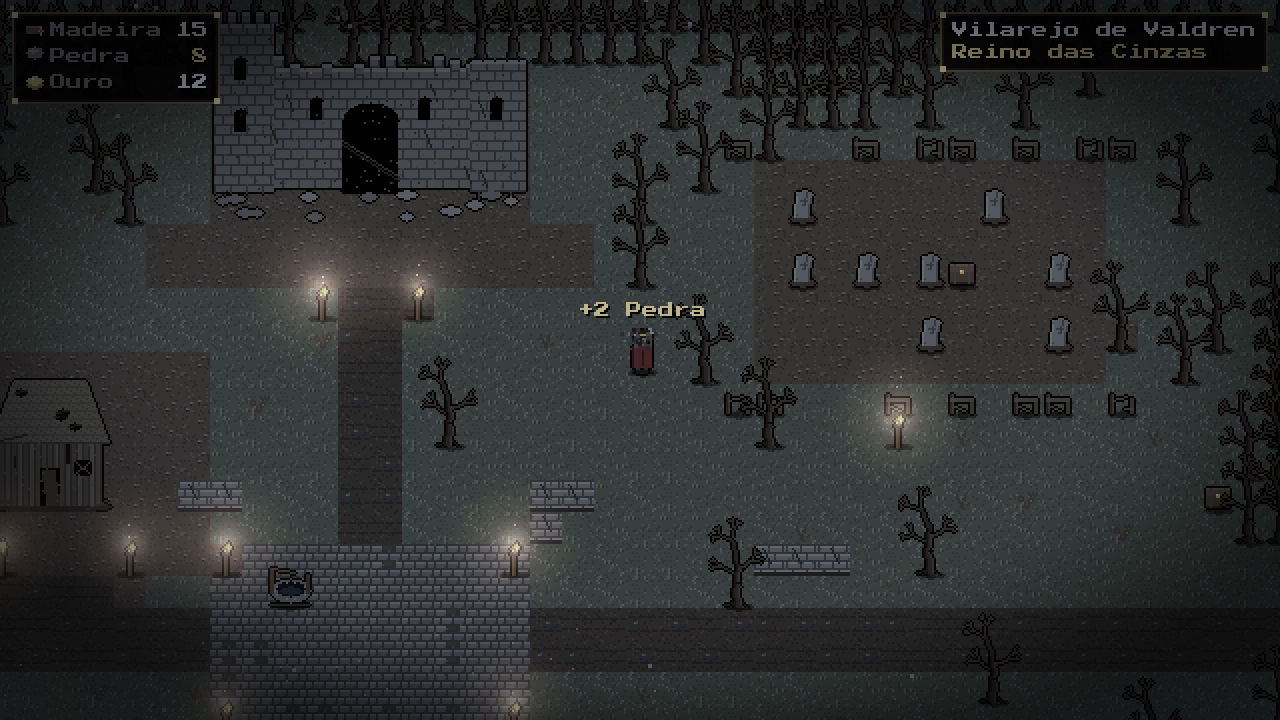 Madeira 15
Pedra 8
Ouro 12
Vilarejo de Valdren
Reino das Cinzas
+2 Pedra